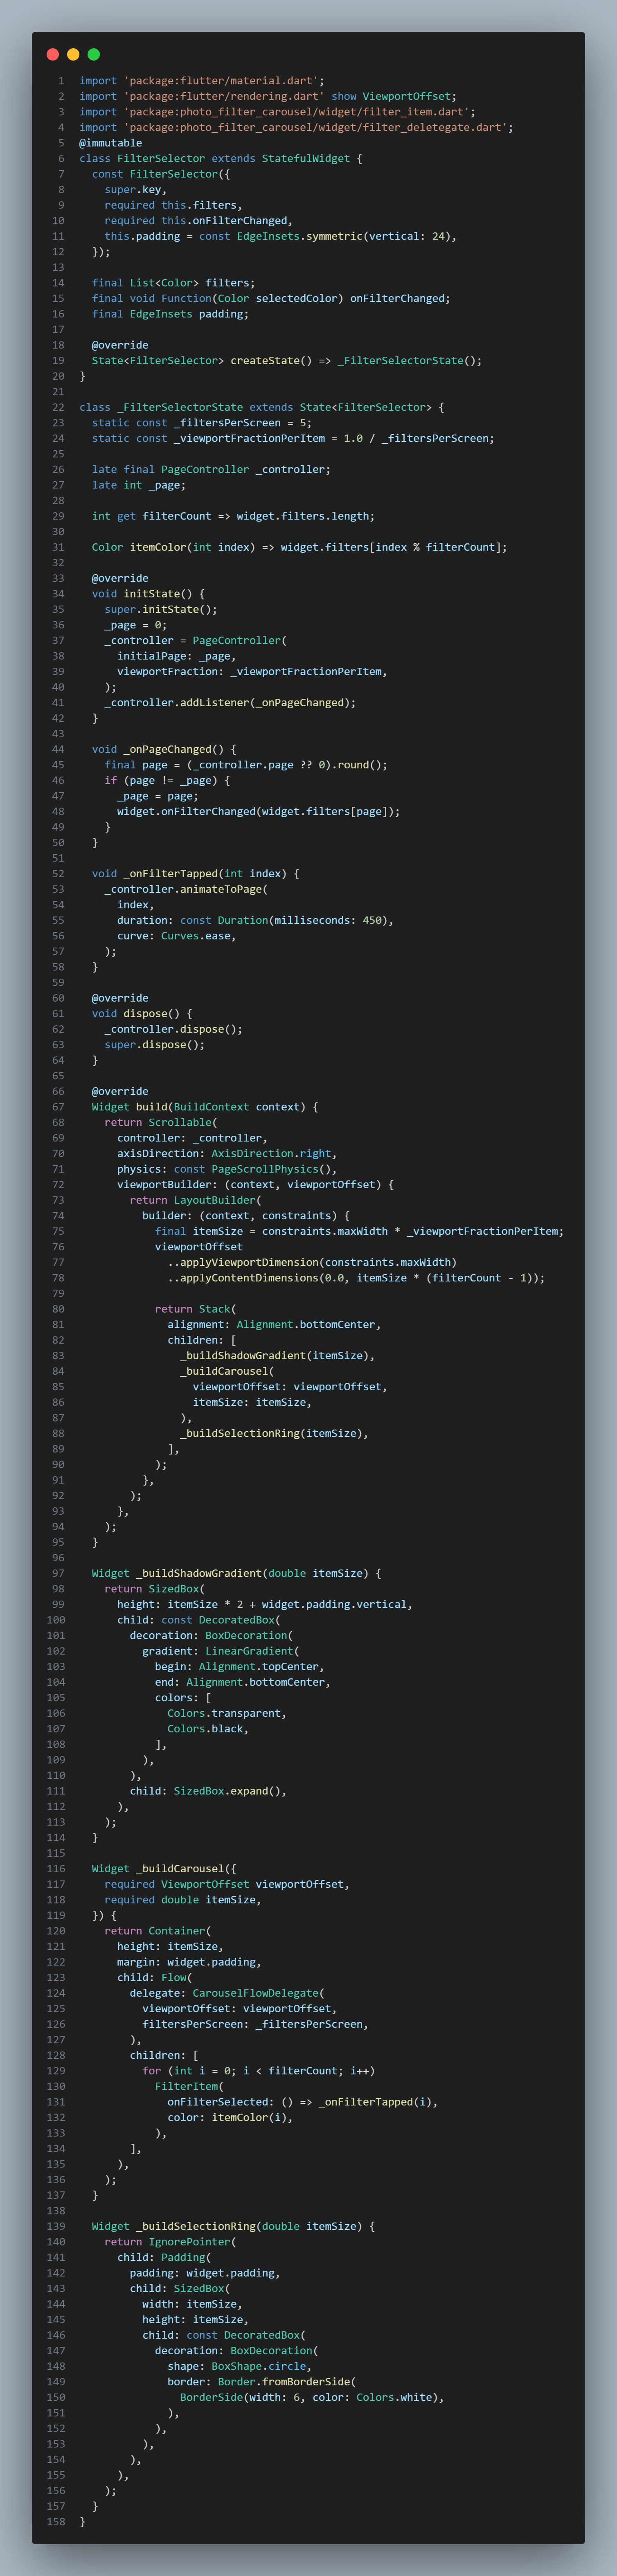 1 import 'package:flutter/material.dart';
2 import 'package:flutter/rendering.dart' show ViewportOffset;
3 import 'package:photo_filter_carousel/widget/filter_item.dart';
4 import 'package:photo_filter_carousel/widget/filter_deletegate.dart';
5 @immutable
6 class FilterSelector extends StatefulWidget {
7   const FilterSelector({
8     super.key,
9     required this.filters,
10     required this.onFilterChanged,
11     this.padding = const EdgeInsets.symmetric(vertical: 24),
12   });
13
14   final List<Color> filters;
15   final void Function(Color selectedColor) onFilterChanged;
16   final EdgeInsets padding;
17
18   @override
19   State<FilterSelector> createState() => _FilterSelectorState();
20 }
21
22 class _FilterSelectorState extends State<FilterSelector> {
23   static const _filtersPerScreen = 5;
24   static const _viewportFractionPerItem = 1.0 / _filtersPerScreen;
25
26   late final PageController _controller;
27   late int _page;
28
29   int get filterCount => widget.filters.length;
30
31   Color itemColor(int index) => widget.filters[index % filterCount];
32
33   @override
34   void initState() {
35     super.initState();
36     _page = 0;
37     _controller = PageController(
38       initialPage: _page,
39       viewportFraction: _viewportFractionPerItem,
40     );
41     _controller.addListener(_onPageChanged);
42   }
43
44   void _onPageChanged() {
45     final page = (_controller.page ?? 0).round();
46     if (page != _page) {
47       _page = page;
48       widget.onFilterChanged(widget.filters[page]);
49     }
50   }
51
52   void _onFilterTapped(int index) {
53     _controller.animateToPage(
54       index,
55       duration: const Duration(milliseconds: 450),
56       curve: Curves.ease,
57     );
58   }
59
60   @override
61   void dispose() {
62     _controller.dispose();
63     super.dispose();
64   }
65
66   @override
67   Widget build(BuildContext context) {
68     return Scrollable(
69       controller: _controller,
70       axisDirection: AxisDirection.right,
71       physics: const PageScrollPhysics(),
72       viewportBuilder: (context, viewportOffset) {
73         return LayoutBuilder(
74           builder: (context, constraints) {
75             final itemSize = constraints.maxWidth * _viewportFractionPerItem;
76             viewportOffset
77               ..applyViewportDimension(constraints.maxWidth)
78               ..applyContentDimensions(0.0, itemSize * (filterCount - 1));
79
80             return Stack(
81               alignment: Alignment.bottomCenter,
82               children: [
83                 _buildShadowGradient(itemSize),
84                 _buildCarousel(
85                   viewportOffset: viewportOffset,
86                   itemSize: itemSize,
87                 ),
88                 _buildSelectionRing(itemSize),
89               ],
90             );
91           },
92         );
93       },
94     );
95   }
96
97   Widget _buildShadowGradient(double itemSize) {
98     return SizedBox(
99       height: itemSize * 2 + widget.padding.vertical,
100       child: const DecoratedBox(
101         decoration: BoxDecoration(
102           gradient: LinearGradient(
103             begin: Alignment.topCenter,
104             end: Alignment.bottomCenter,
105             colors: [
106               Colors.transparent,
107               Colors.black,
108             ],
109           ),
110         ),
111         child: SizedBox.expand(),
112       ),
113     );
114   }
115
116   Widget _buildCarousel({
117     required ViewportOffset viewportOffset,
118     required double itemSize,
119   }) {
120     return Container(
121       height: itemSize,
122       margin: widget.padding,
123       child: Flow(
124         delegate: CarouselFlowDelegate(
125           viewportOffset: viewportOffset,
126           filtersPerScreen: _filtersPerScreen,
127         ),
128         children: [
129           for (int i = 0; i < filterCount; i++)
130             FilterItem(
131               onFilterSelected: () => _onFilterTapped(i),
132               color: itemColor(i),
133             ),
134         ],
135       ),
136     );
137   }
138
139   Widget _buildSelectionRing(double itemSize) {
140     return IgnorePointer(
141       child: Padding(
142         padding: widget.padding,
143         child: SizedBox(
144           width: itemSize,
145           height: itemSize,
146           child: const DecoratedBox(
147             decoration: BoxDecoration(
148               shape: BoxShape.circle,
149               border: Border.fromBorderSide(
150                 BorderSide(width: 6, color: Colors.white),
151               ),
152             ),
153           ),
154         ),
155       ),
156     );
157   }
158 }